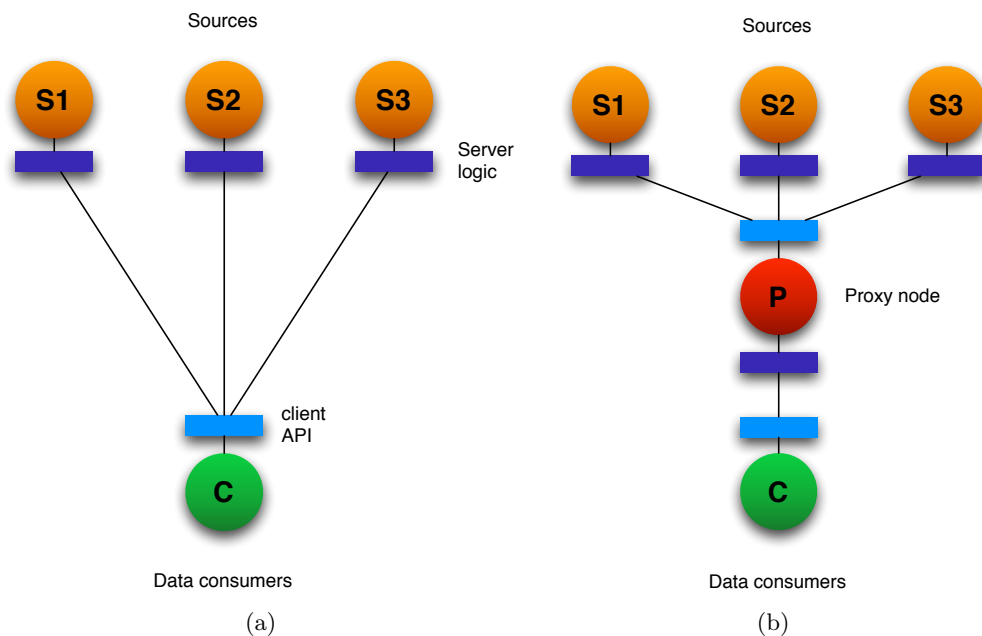 Sources
S1
S2
S3
Server
logic
client
API
C
Data consumers
(a)
Sources
S1
S2
S3
P
Proxy node
C
Data consumers
(b)